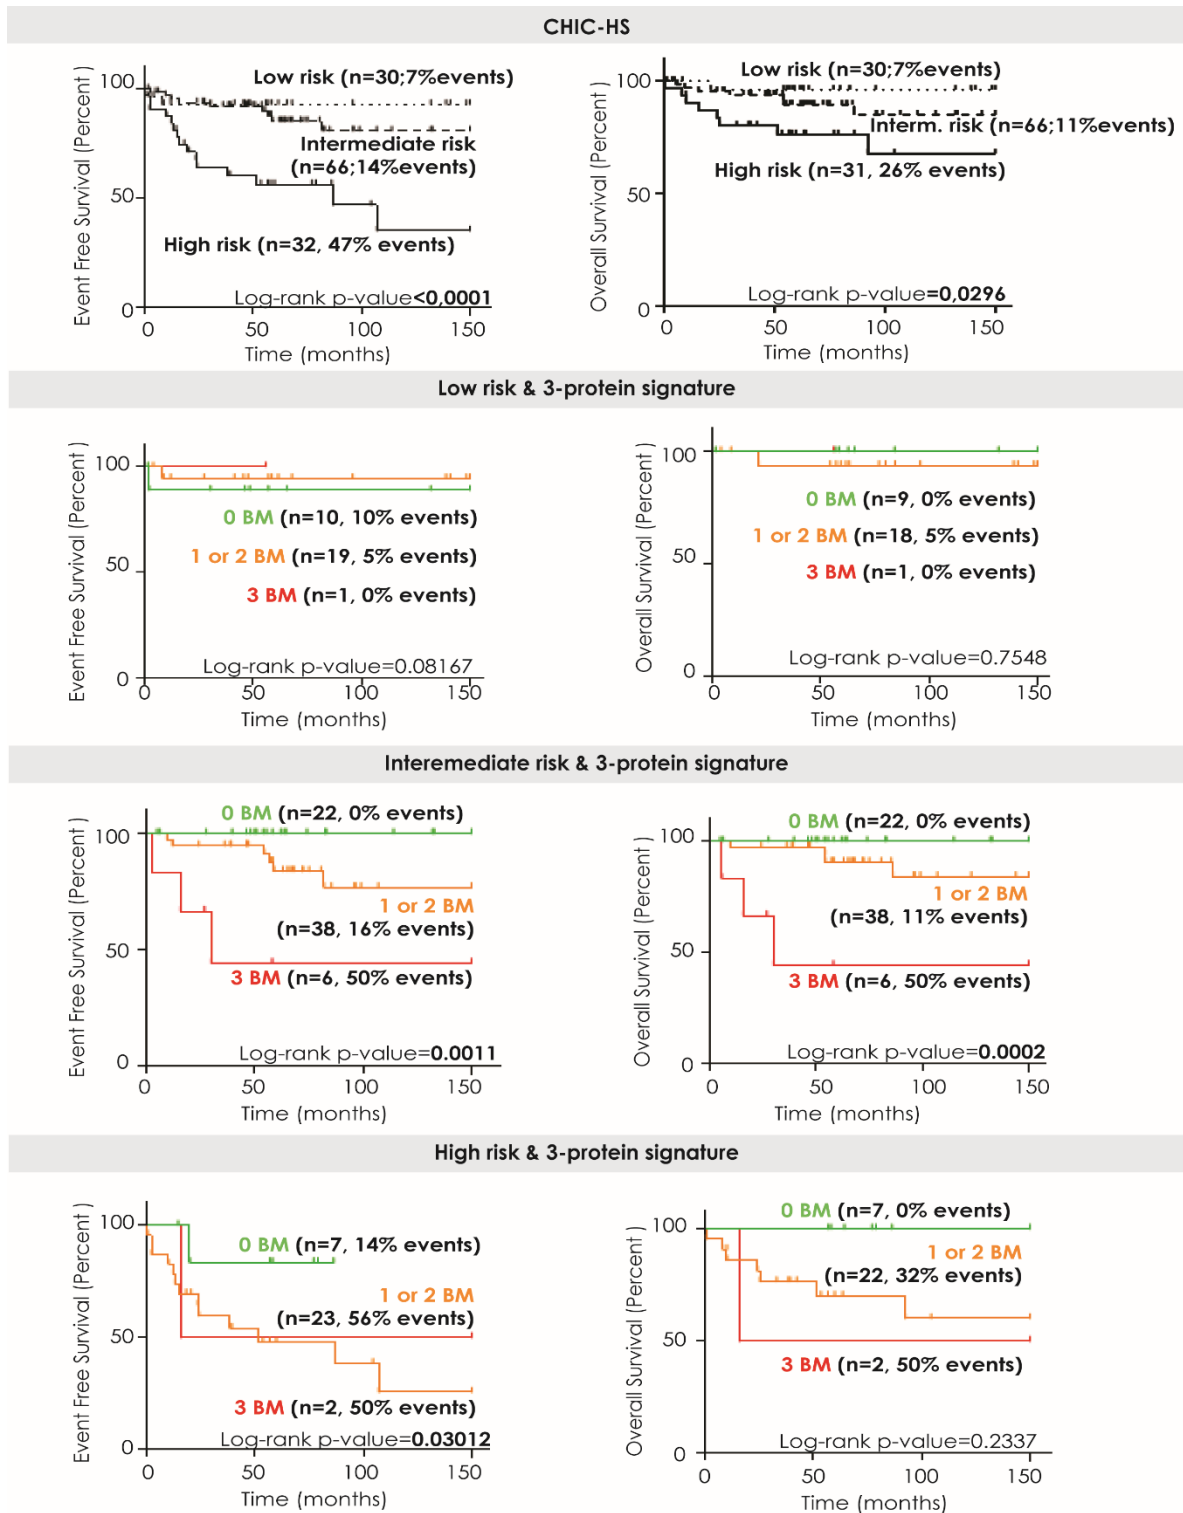 CHIC-HS
Event Free Survival (Percent)
100
50
0
Low risk (n=30;7%events)
Intermediate risk
(n=66;14%events)
High risk (n=32, 47% events)
Log-rank p-value<0,0001
0 50 100 150
Time (months)
Overall Survival (Percent)
100
50
0
Low risk (n=30;7%events)
Interm. risk (n=66;11%events)
High risk (n=31, 26% events)
Log-rank p-value=0,0296
0 50 100 150
Time (months)
Low risk & 3-protein signature
Event Free Survival (Percent )
100
50
0
0 BM (n=10, 10% events)
1 or 2 BM (n=19, 5% events)
3 BM (n=1, 0% events)
Log-rank p-value=0.08167
0 50 100 150
Time (months)
Overall Survival (Percent )
100
50
0
0 BM (n=9, 0% events)
1 or 2 BM (n=18, 5% events)
3 BM (n=1, 0% events)
Log-rank p-value=0.7548
0 50 100 150
Time (months)
Interemediate risk & 3-protein signature
Event Free Survival (Percent )
100
50
0
0 BM (n=22, 0% events)
1 or 2 BM
(n=38, 16% events)
3 BM (n=6, 50% events)
Log-rank p-value=0.0011
0 50 100 150
Time (months)
Overall Survival (Percent )
100
50
0
0 BM (n=22, 0% events)
1 or 2 BM
(n=38, 11% events)
3 BM (n=6, 50% events)
Log-rank p-value=0.0002
0 50 100 150
Time (months)
High risk & 3-protein signature
Event Free Survival (Percent )
100
50
0
0 BM (n=7, 14% events)
1 or 2 BM
(n=23, 56% events)
3 BM (n=2, 50% events)
Log-rank p-value=0.03012
0 50 100 150
Time (months)
Overall Survival (Percent )
100
50
0
0 BM (n=7, 0% events)
1 or 2 BM
(n=22, 32% events)
3 BM (n=2, 50% events)
Log-rank p-value=0.2337
0 50 100 150
Time (months)